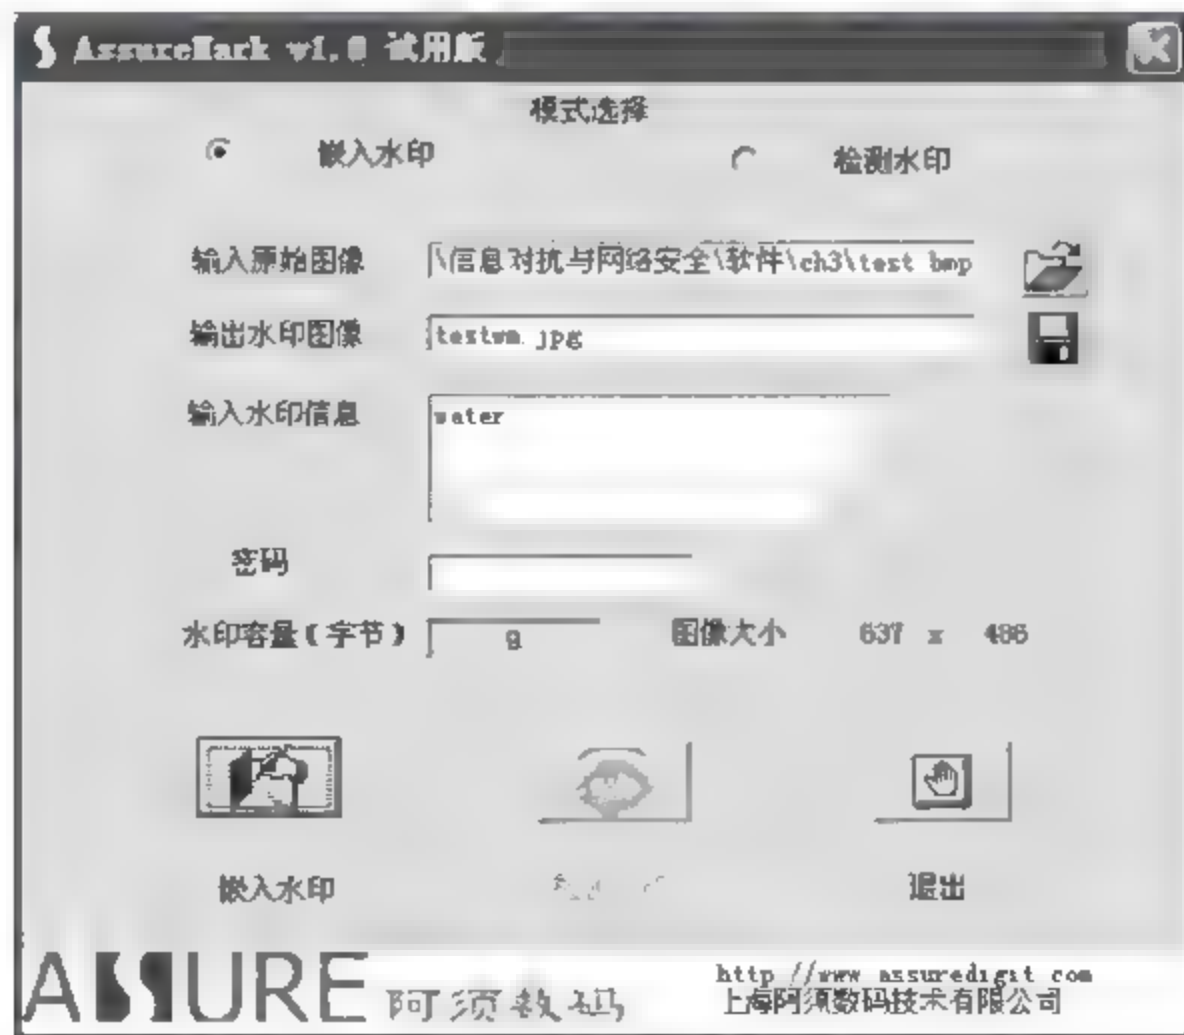 AssureMark v1.0 试用版
模式选择
嵌入水印 检测水印
输入原始图像 \信息对抗与网络安全\软件\ch3\test bmp
输出水印图像 testwm.jpg
输入水印信息 water
密码
水印容量(字节) 9 图像大小 637 x 486
嵌入水印 退出
ASSURE 阿须数码
http //www assuredigit com
上海阿须数码技术有限公司